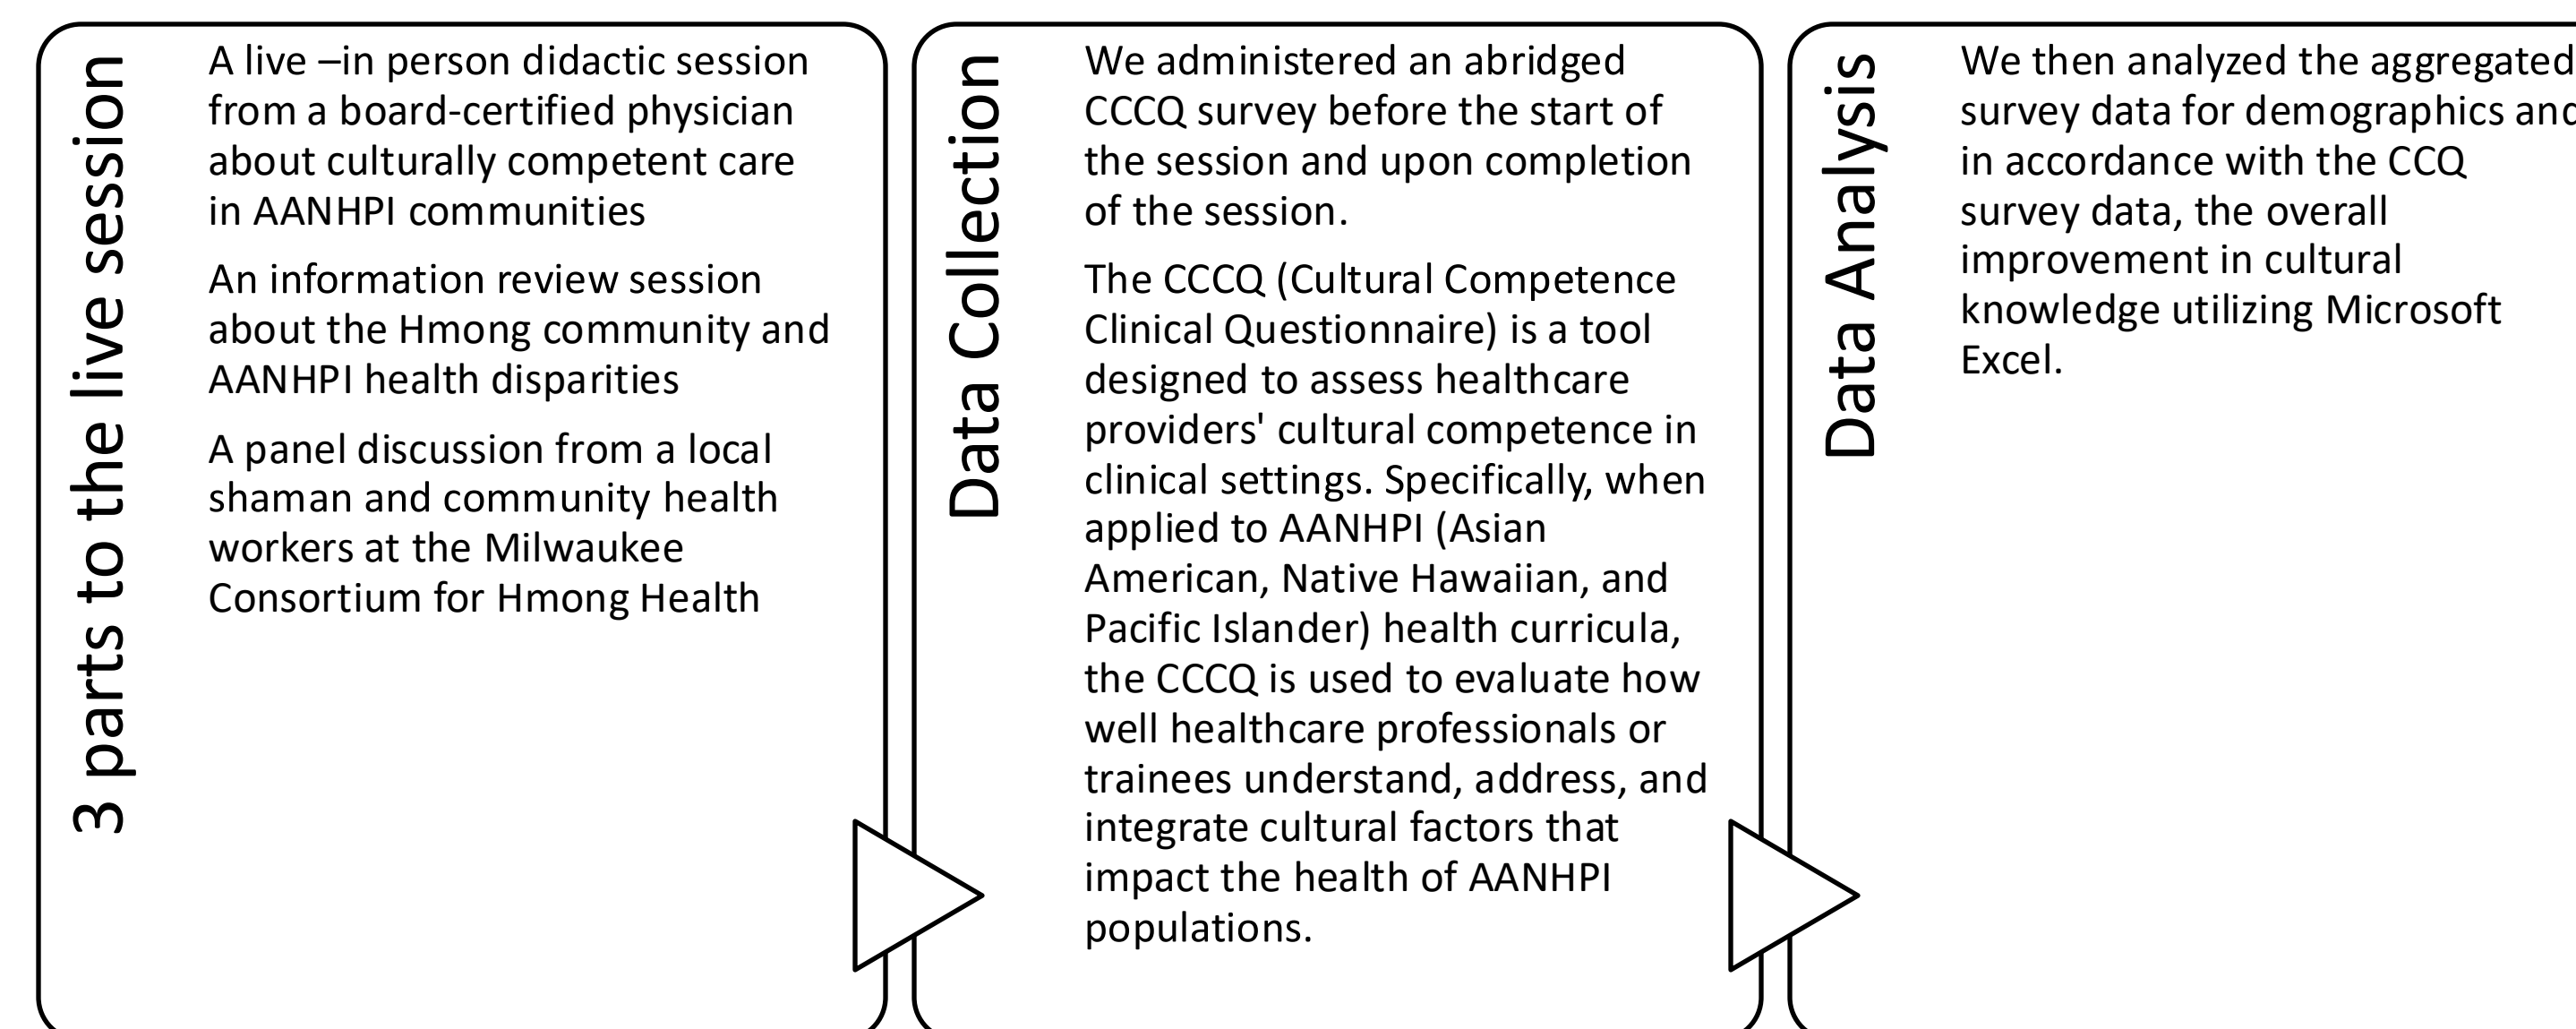 3 parts to the live session
A live –in person didactic session
from a board-certified physician
about culturally competent care
in AANHPI communities
An information review session
about the Hmong community and
AANHPI health disparities
A panel discussion from a local
shaman and community health
workers at the Milwaukee
Consortium for Hmong Health
Data Collection
We administered an abridged
CCCQ survey before the start of
the session and upon completion
of the session.
The CCCQ (Cultural Competence
Clinical Questionnaire) is a tool
designed to assess healthcare
providers' cultural competence in
clinical settings. Specifically, when
applied to AANHPI (Asian
American, Native Hawaiian, and
Pacific Islander) health curricula,
the CCCQ is used to evaluate how
well healthcare professionals or
trainees understand, address, and
integrate cultural factors that
impact the health of AANHPI
populations.
Data Analysis
We then analyzed the aggregated
survey data for demographics and
in accordance with the CCQ
survey data, the overall
improvement in cultural
knowledge utilizing Microsoft
Excel.